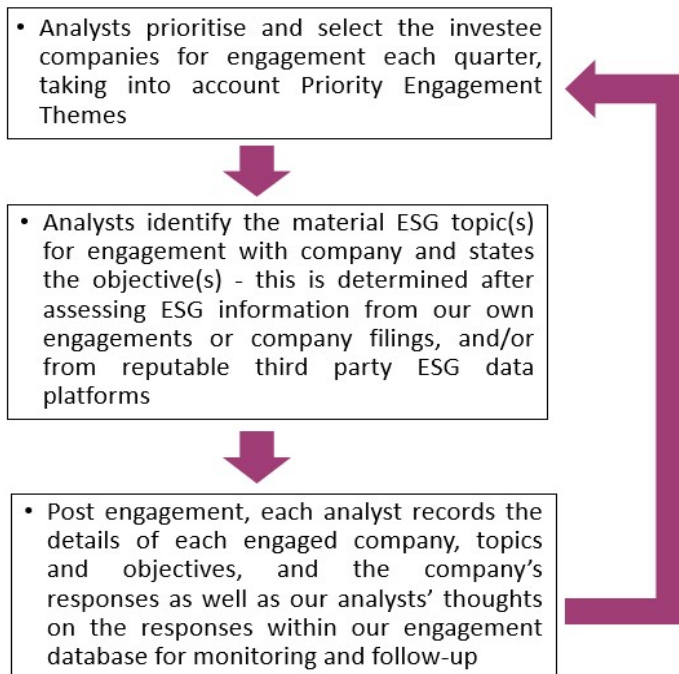 • Analysts prioritise and select the investee
companies for engagement each quarter,
taking into account Priority Engagement
Themes
• Analysts identify the material ESG topic(s)
for engagement with company and states
the objective(s) - this is determined after
assessing ESG information from our own
engagements or company filings, and/or
from reputable third party ESG data
platforms
• Post engagement, each analyst records the
details of each engaged company, topics
and objectives, and the company’s
responses as well as our analysts’ thoughts
on the responses within our engagement
database for monitoring and follow-up